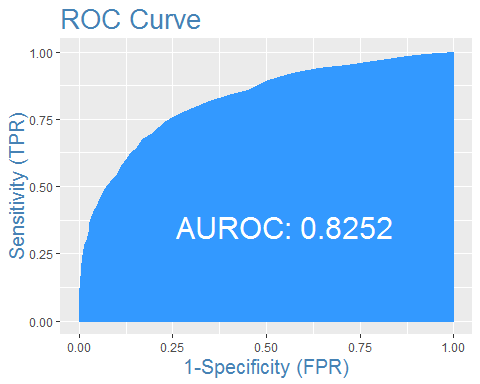 ROC Curve
Sensitivity (TPR)
1.00
0.75
0.50
0.25
0.00
AUROC: 0.8252
0.00 0.25 0.50 0.75 1.00
1-Specificity (FPR)